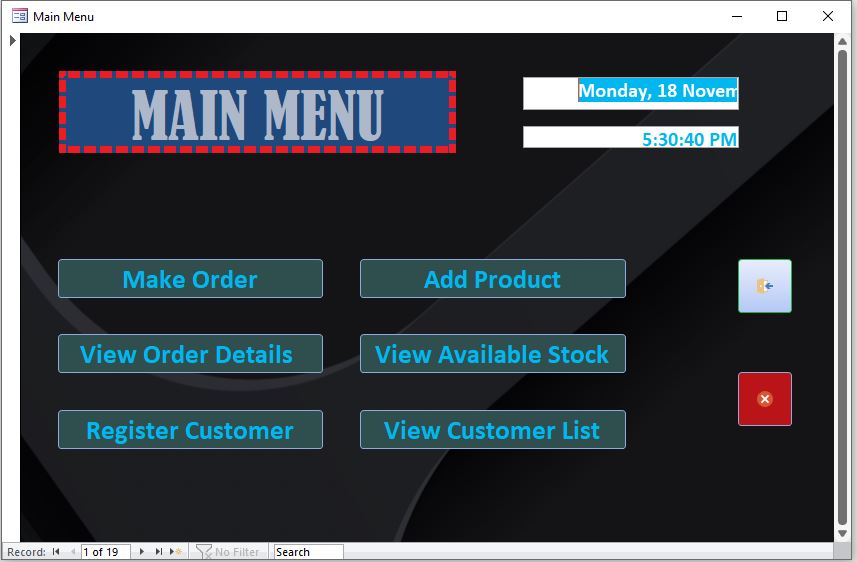 Main Menu
MAIN MENU
Monday, 18 Novem
5:30:40 PM
Make Order
Add Product
View Order Details
View Available Stock
Register Customer
View Customer List
Record: 1 of 19 No Filter Search